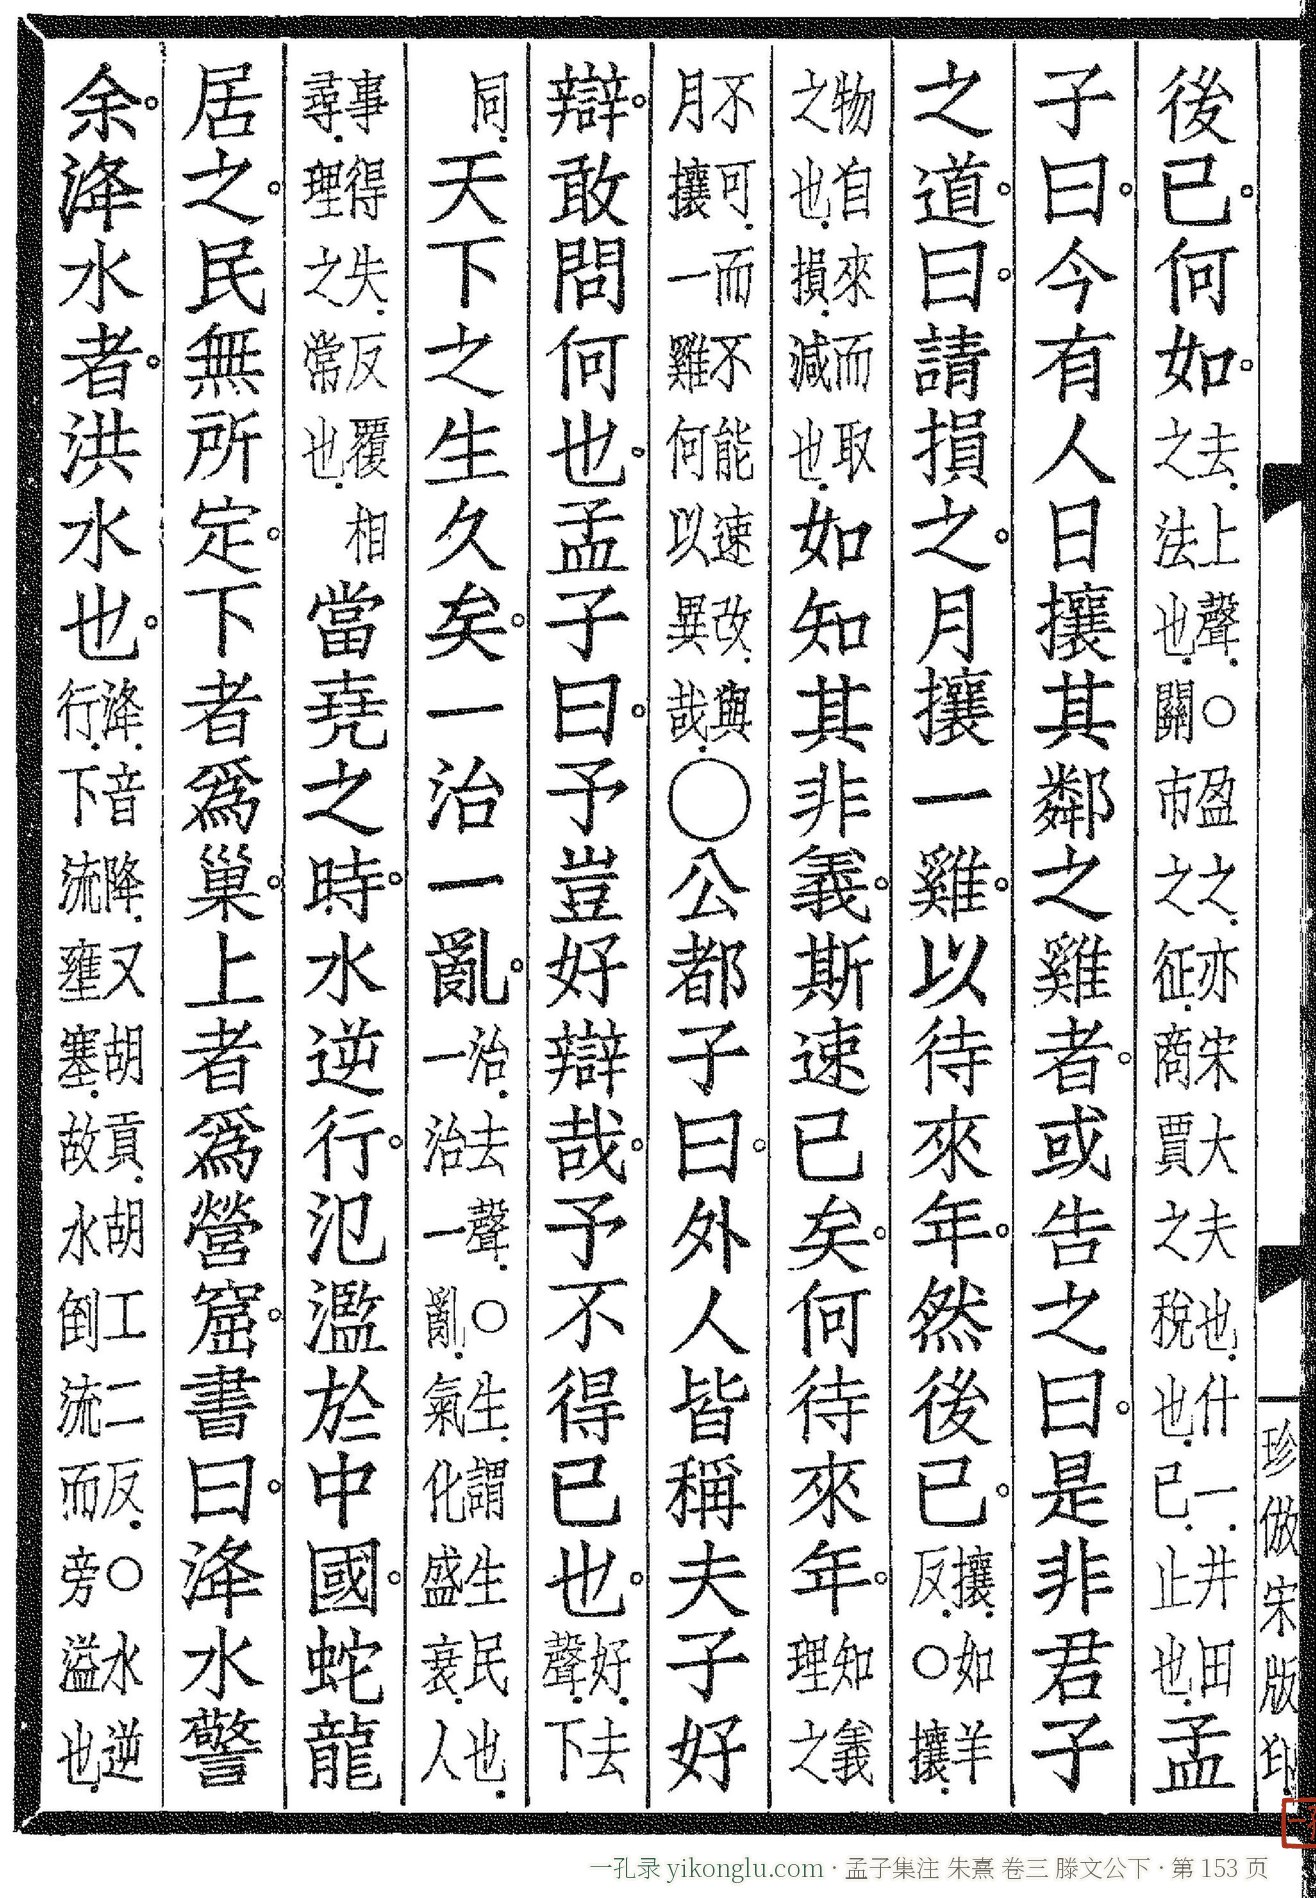 後已。何如。去.上聲.○盈之.亦宋大夫也.什一.井田之法也.關市之征.商賈之稅也.已.止也.孟
子曰。今有人日攘其鄰之雞者。或告之曰。是非君子
之道。曰。請損之。月攘一雞。以待來年。然後已。攘.如羊反.○攘.
物自來而取之也.損.減也.如知其非義。斯速已矣。何待來年。知義理之
不可.而不能速改.與月攘一雞何以異哉.◯公都子曰。外人皆稱夫子好
辯。敢問何也。孟子曰。予豈好辯哉。予不得已也。好.去聲.下
同.天下之生久矣。一治一亂。治.去聲.○生.謂生民也.一治一亂.氣化盛衰.人
事得失.反覆相尋.理之常也.當堯之時。水逆行。氾濫於中國。蛇龍
居之。民無所定。下者爲巢。上者爲營窟。書曰。洚水警
余。洚水者。洪水也。洚.音降.又胡貢.胡工二反.○水逆行.下流壅塞.故水倒流而旁溢也.
珍倣宋版印
一孔录 yikonglu.com · 孟子集注 朱熹 卷三 滕文公下 · 第 153 页